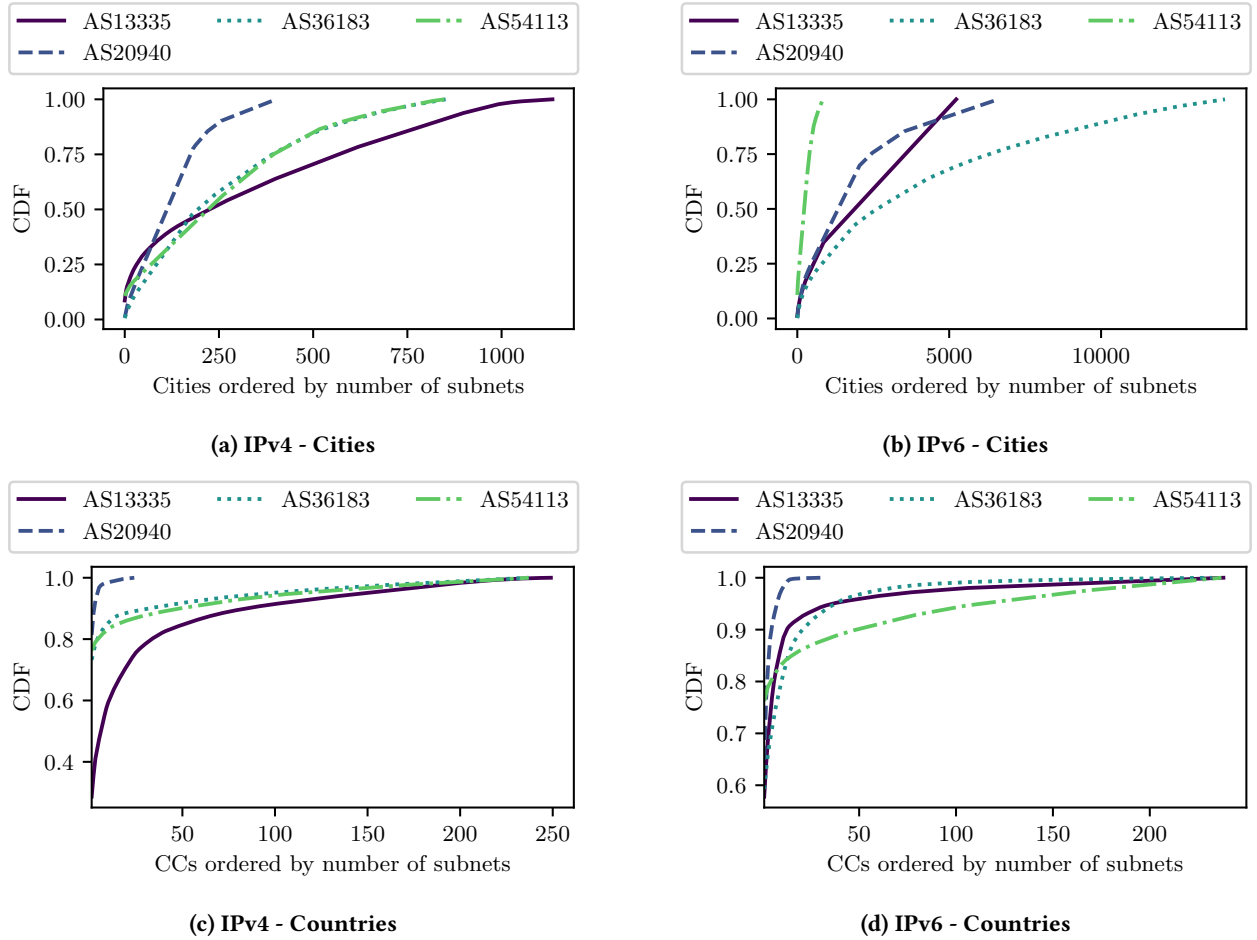 AS13335 AS36183 AS54113
AS20940
1.00
0.75
0.50
0.25
0.00
CDF
0 250 500 750 1000
Cities ordered by number of subnets
(a) IPv4 - Cities
AS13335 AS36183 AS54113
AS20940
1.00
0.75
0.50
0.25
0.00
CDF
0 5000 10000
Cities ordered by number of subnets
(b) IPv6 - Cities
AS13335 AS36183 AS54113
AS20940
1.0
0.8
0.6
0.4
CDF
50 100 150 200 250
CCs ordered by number of subnets
(c) IPv4 - Countries
AS13335 AS36183 AS54113
AS20940
1.0
0.9
0.8
0.7
0.6
CDF
50 100 150 200
CCs ordered by number of subnets
(d) IPv6 - Countries